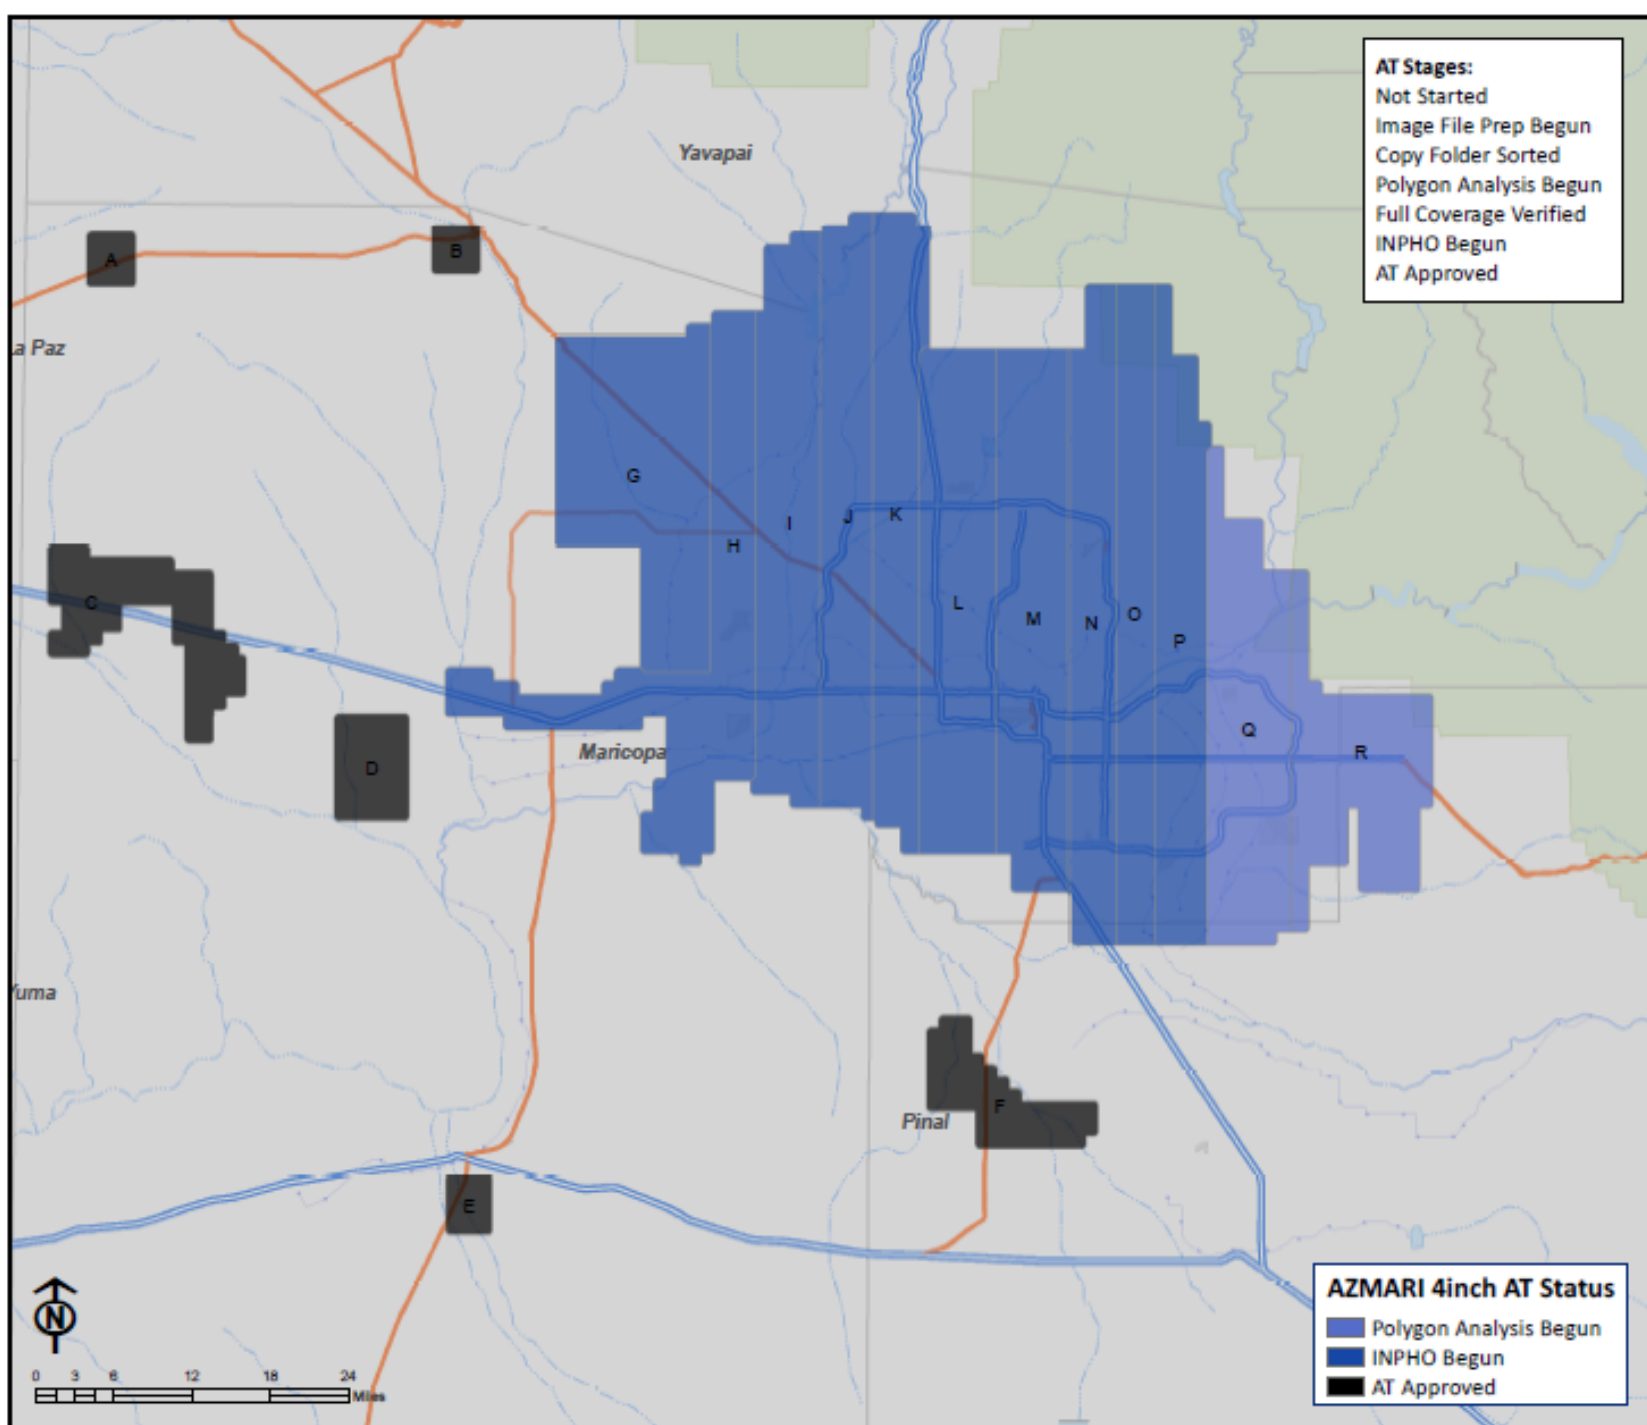 AT Stages:
Not Started
Image File Prep Begun
Copy Folder Sorted
Polygon Analysis Begun
Full Coverage Verified
INPHO Begun
AT Approved
Yavapai
A
B
a Paz
G
H
I
J
K
C
L
M
N
O
P
Q
R
Maricopa
D
uma
F
Pinal
E
N
0 3 6 12 18 24
Miles
AZMARI 4inch AT Status
Polygon Analysis Begun
INPHO Begun
AT Approved